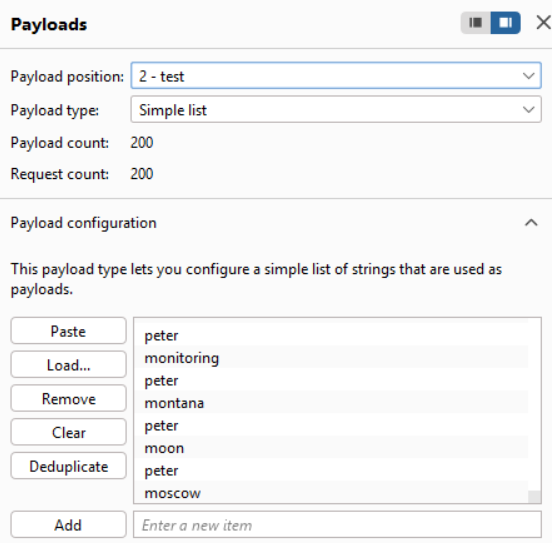 Payloads
Payload position: 2 - test
Payload type: Simple list
Payload count: 200
Request count: 200
Payload configuration
This payload type lets you configure a simple list of strings that are used as
payloads.
Paste
Load...
Remove
Clear
Deduplicate
peter
monitoring
peter
montana
peter
moon
peter
moscow
Add
Enter a new item